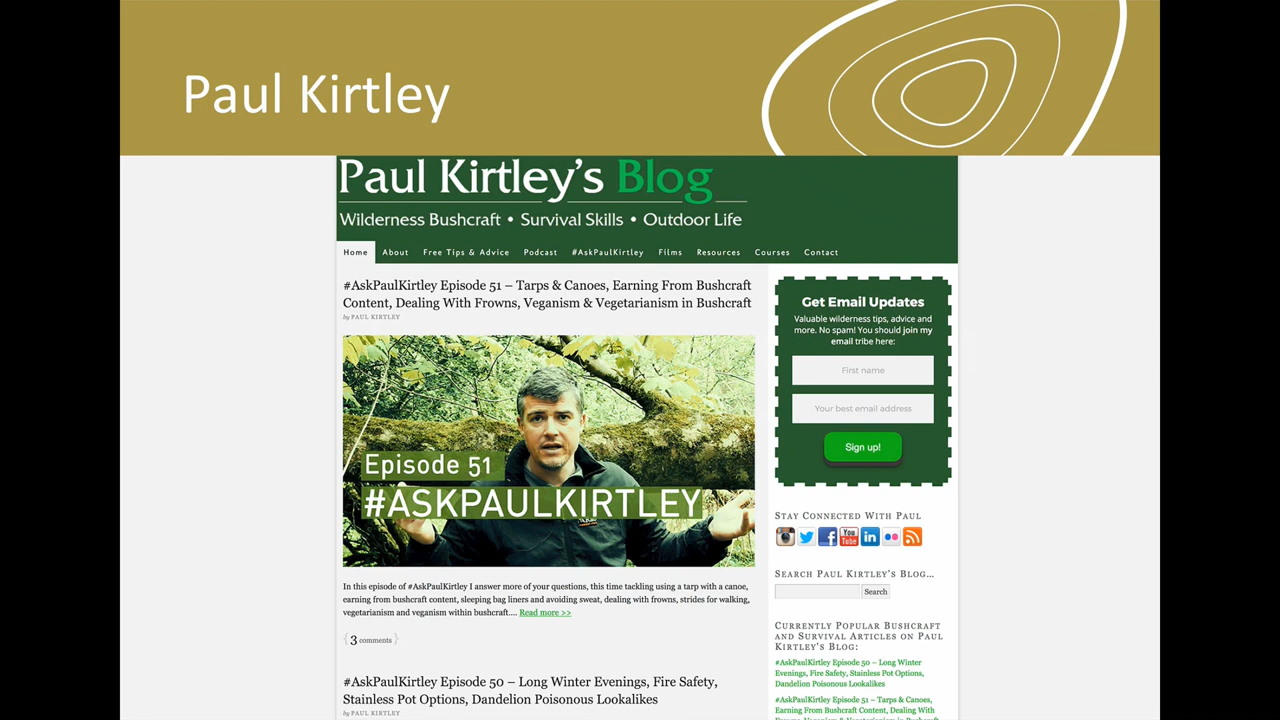 Paul Kirtley
Paul Kirtley's Blog
Wilderness Bushcraft • Survival Skills • Outdoor Life
Home About Free Tips & Advice Podcast #AskPaulKirtley Films Resources Courses Contact
#AskPaulKirtley Episode 51 – Tarps & Canoes, Earning From Bushcraft
Content, Dealing With Frowns, Veganism & Vegetarianism in Bushcraft
by PAUL KIRTLEY
Episode 51
#ASKPAULKIRTLEY
In this episode of #AskPaulKirtley I answer more of your questions, this time tackling using a tarp with a canoe,
earning from bushcraft content, sleeping bag liners and avoiding sweat, dealing with frowns, strides for walking,
vegetarianism and veganism within bushcraft.... Read more >>
{ 3 comments }
#AskPaulKirtley Episode 50 – Long Winter Evenings, Fire Safety,
Stainless Pot Options, Dandelion Poisonous Lookalikes
by PAUL KIRTLEY
Get Email Updates
Valuable wilderness tips, advice and
more. No spam! You should join my
email tribe here:
First name
Your best email address
Sign up!
STAY CONNECTED WITH PAUL
You
Tube
SEARCH PAUL KIRTLEY'S BLOG…
Search
CURRENTLY POPULAR BUSHCRAFT
AND SURVIVAL ARTICLES ON PAUL
KIRTLEY'S BLOG:
#AskPaulKirtley Episode 50 – Long Winter
Evenings, Fire Safety, Stainless Pot Options,
Dandelion Poisonous Lookalikes
#AskPaulKirtley Episode 51 – Tarps & Canoes,
Earning From Bushcraft Content, Dealing With